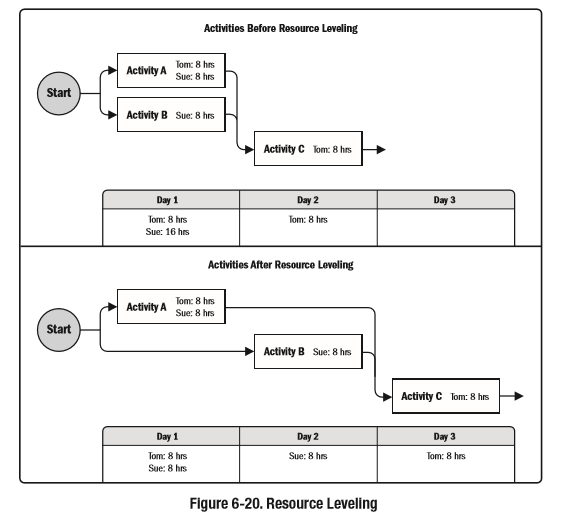 Activities Before Resource Leveling
Start
Activity A
Tom: 8 hrs
Sue: 8 hrs
Activity B Sue: 8 hrs
Activity C Tom: 8 hrs
Day 1 Day 2 Day 3
Tom: 8 hrs Tom: 8 hrs
Sue: 16 hrs
Activities After Resource Leveling
Start
Activity A
Tom: 8 hrs
Sue: 8 hrs
Activity B Sue: 8 hrs
Activity C Tom: 8 hrs
Day 1 Day 2 Day 3
Tom: 8 hrs Sue: 8 hrs Tom: 8 hrs
Sue: 8 hrs
Figure 6-20. Resource Leveling